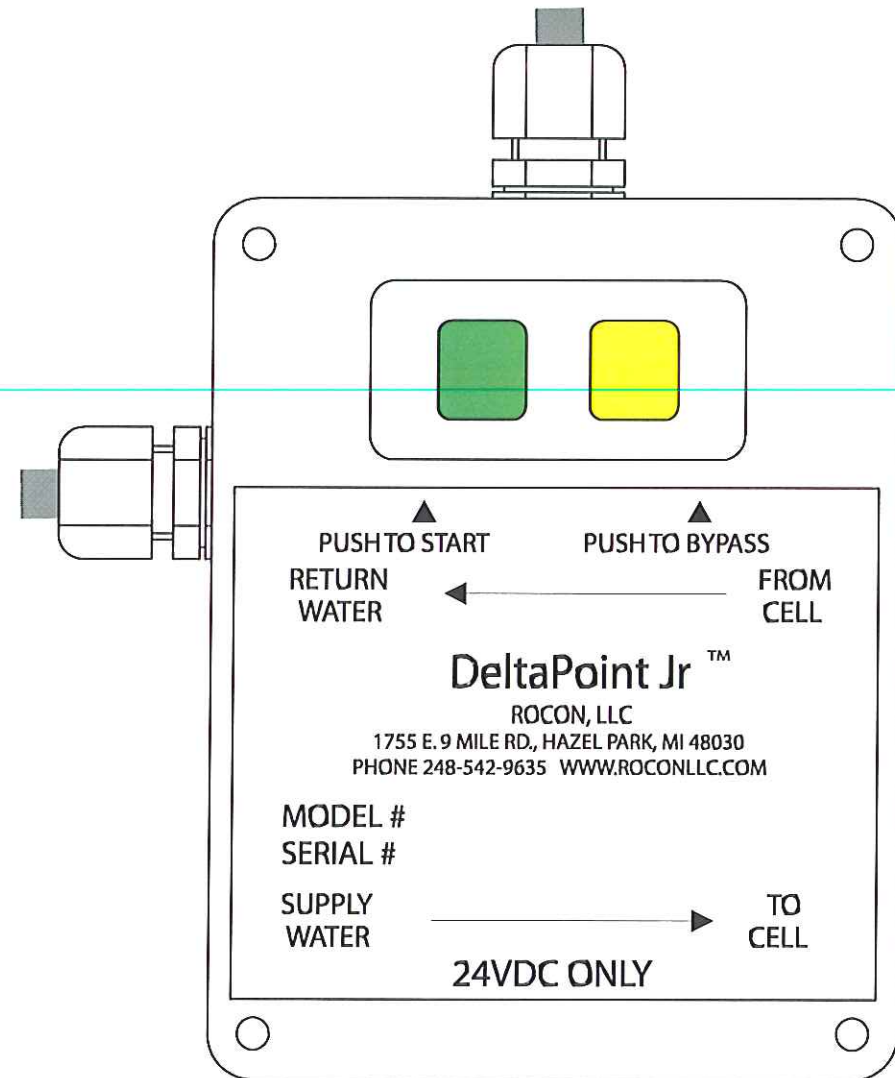 PUSH TO START PUSH TO BYPASS
RETURN WATER
FROM CELL
DeltaPoint Jr ™
ROCON, LLC
1755 E. 9 MILE RD., HAZEL PARK, MI 48030
PHONE 248-542-9635 WWW.ROCONLLC.COM
MODEL #
SERIAL #
SUPPLY WATER
TO CELL
24VDC ONLY